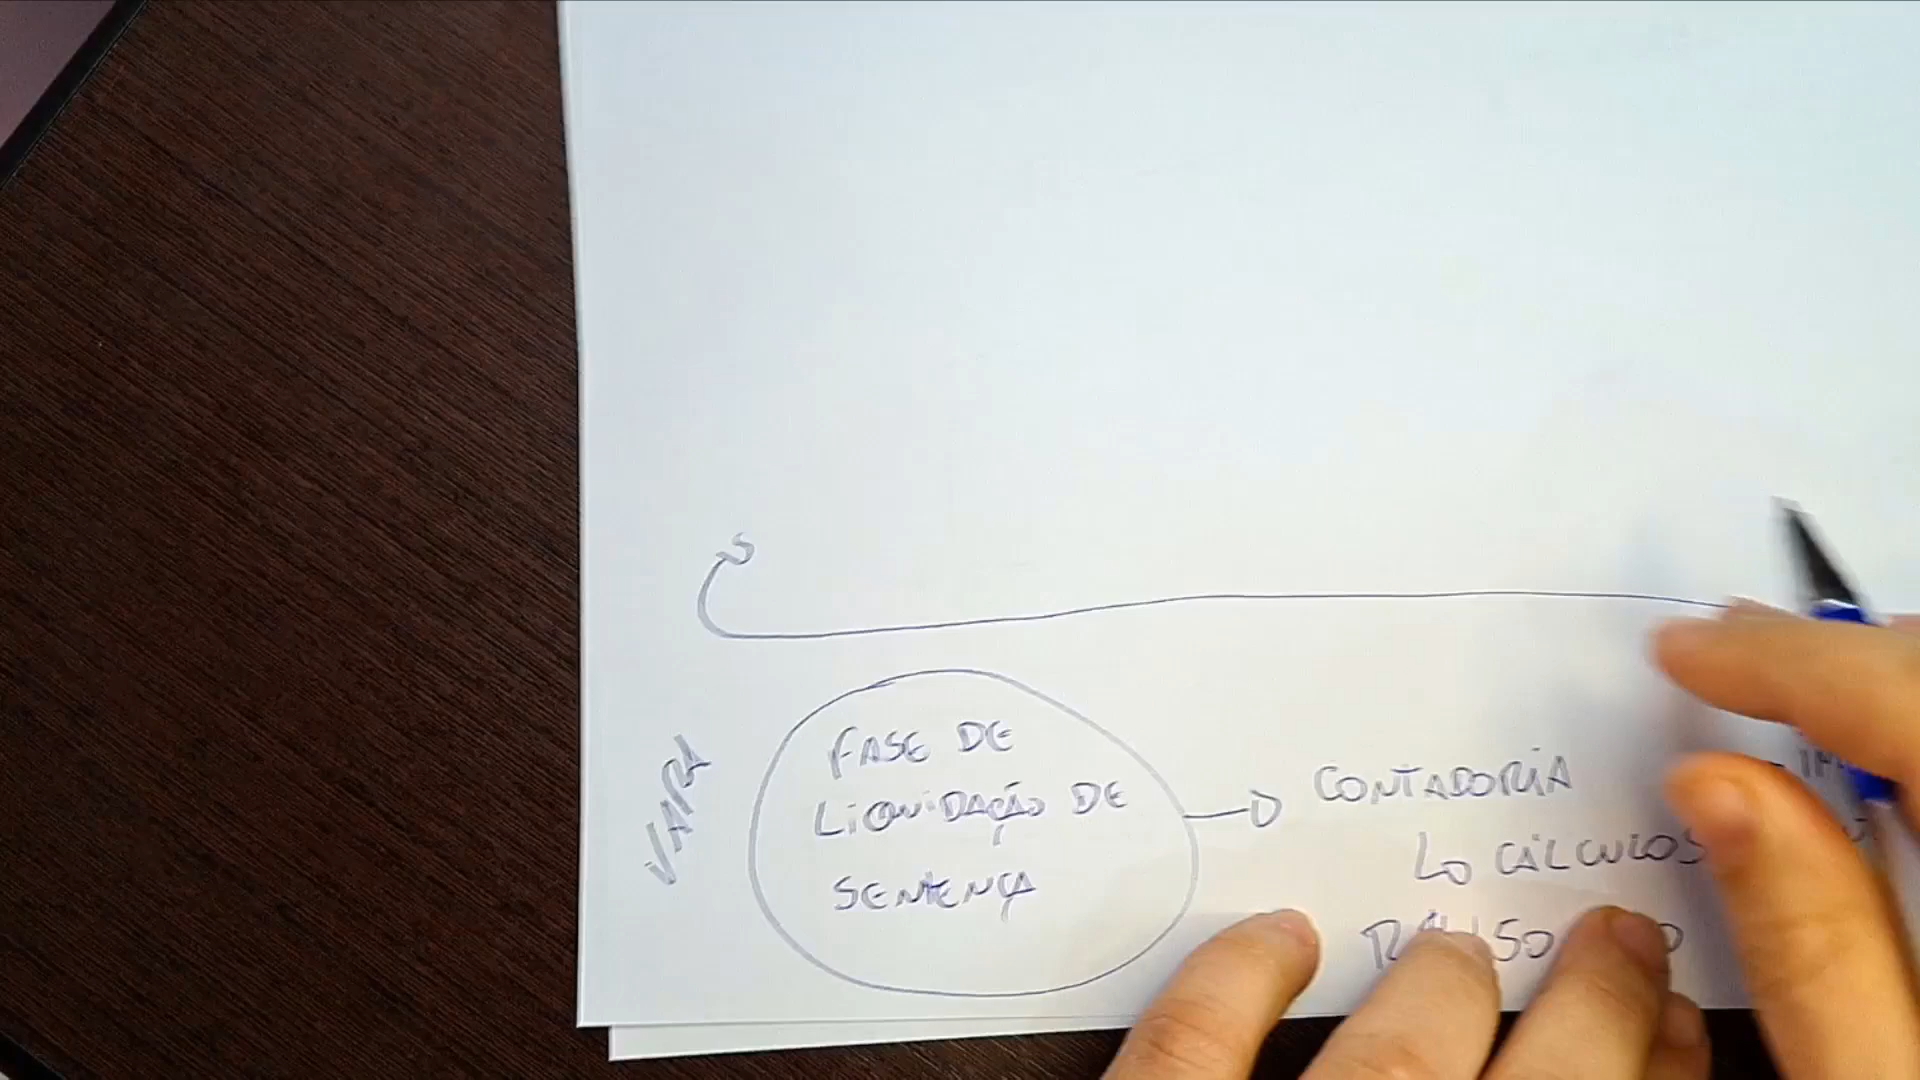 VARA
FASE DE
LIQUIDAÇÃO DE
SENTENÇA
CONTADORIA
CÁLCULOS